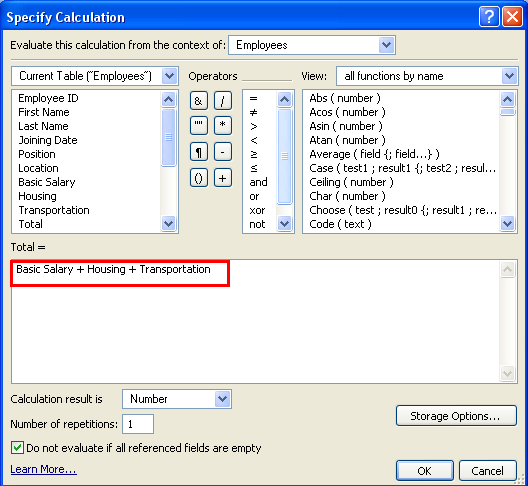 Specify Calculation
Evaluate this calculation from the context of: Employees
Current Table ("Employees") Operators View: all functions by name
Employee ID
First Name
Last Name
Joining Date
Position
Location
Basic Salary
Housing
Transportation
Total
& /
"" *
¶ -
() +
=
≠
>
<
≥
≤
and
or
xor
not
Abs ( number )
Acos ( number )
Asin ( number )
Atan ( number )
Average ( field {; field...} )
Case ( test1 ; result1 {; test2 ; resul...
Ceiling ( number )
Char ( number )
Choose ( test ; result0 {; result1 ; re...
Code ( text )
Total =
Basic Salary + Housing + Transportation
Calculation result is Number
Number of repetitions: 1
Storage Options...
Do not evaluate if all referenced fields are empty
Learn More...
OK Cancel